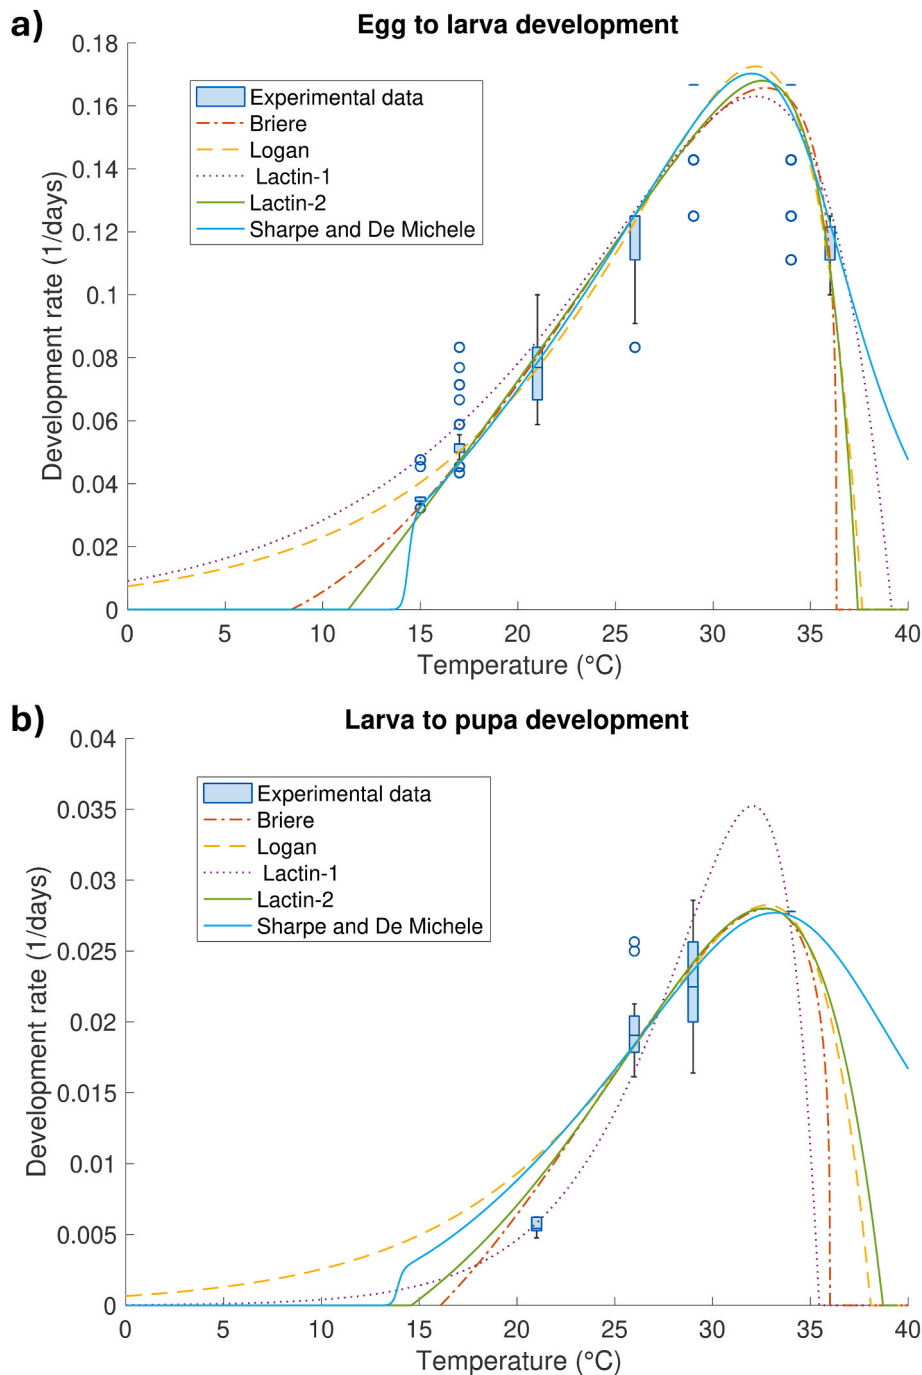 a)
Egg to larva development
0.18
0.16
0.14
0.12
0.1
0.08
0.06
0.04
0.02
0
Development rate (1/days)
Experimental data
Briere
Logan
Lactin-1
Lactin-2
Sharpe and De Michele
0 5 10 15 20 25 30 35 40
Temperature (°C)
b)
Larva to pupa development
0.04
0.035
0.03
0.025
0.02
0.015
0.01
0.005
0
Development rate (1/days)
Experimental data
Briere
Logan
Lactin-1
Lactin-2
Sharpe and De Michele
0 5 10 15 20 25 30 35 40
Temperature (°C)